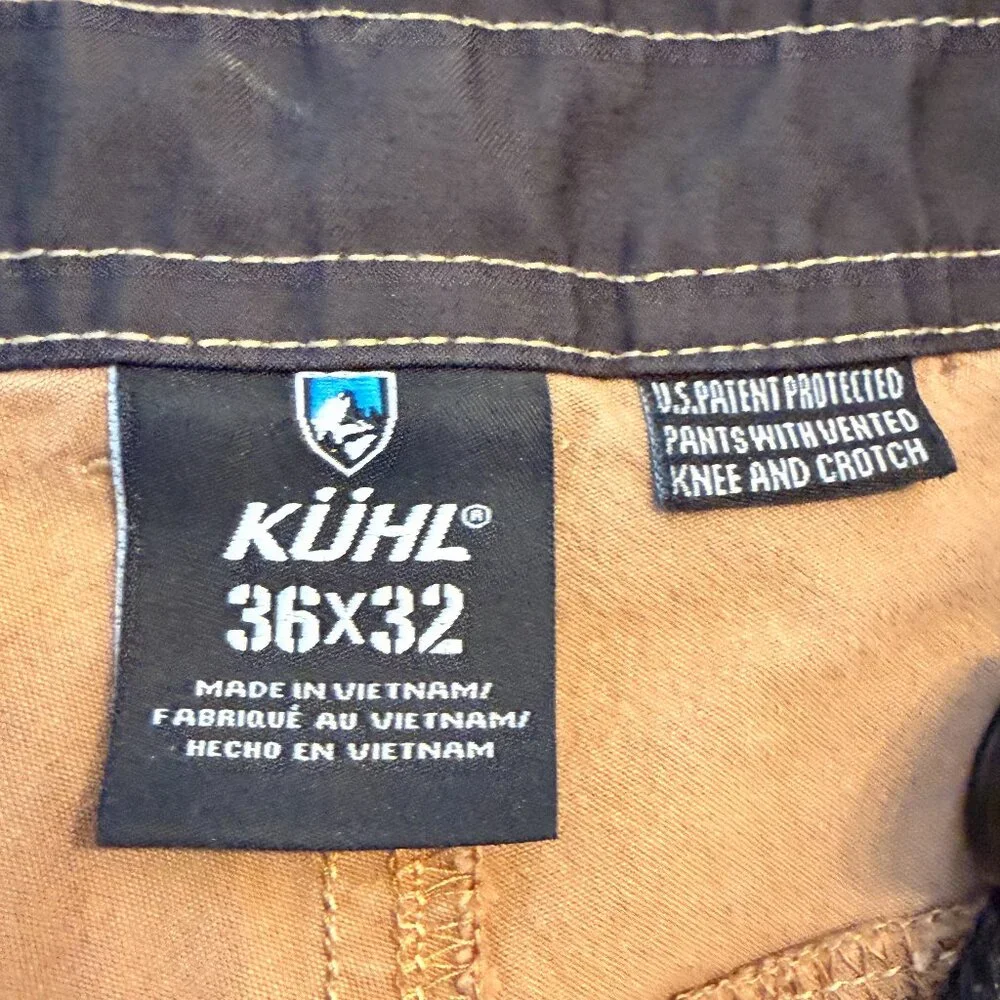 KÜHL®
36X32
MADE IN VIETNAM/
FABRIQUÉ AU VIETNAM/
HECHO EN VIETNAM
U.S. PATENT PROTECTED
PANTS WITH VENTED
KNEE AND CROTCH